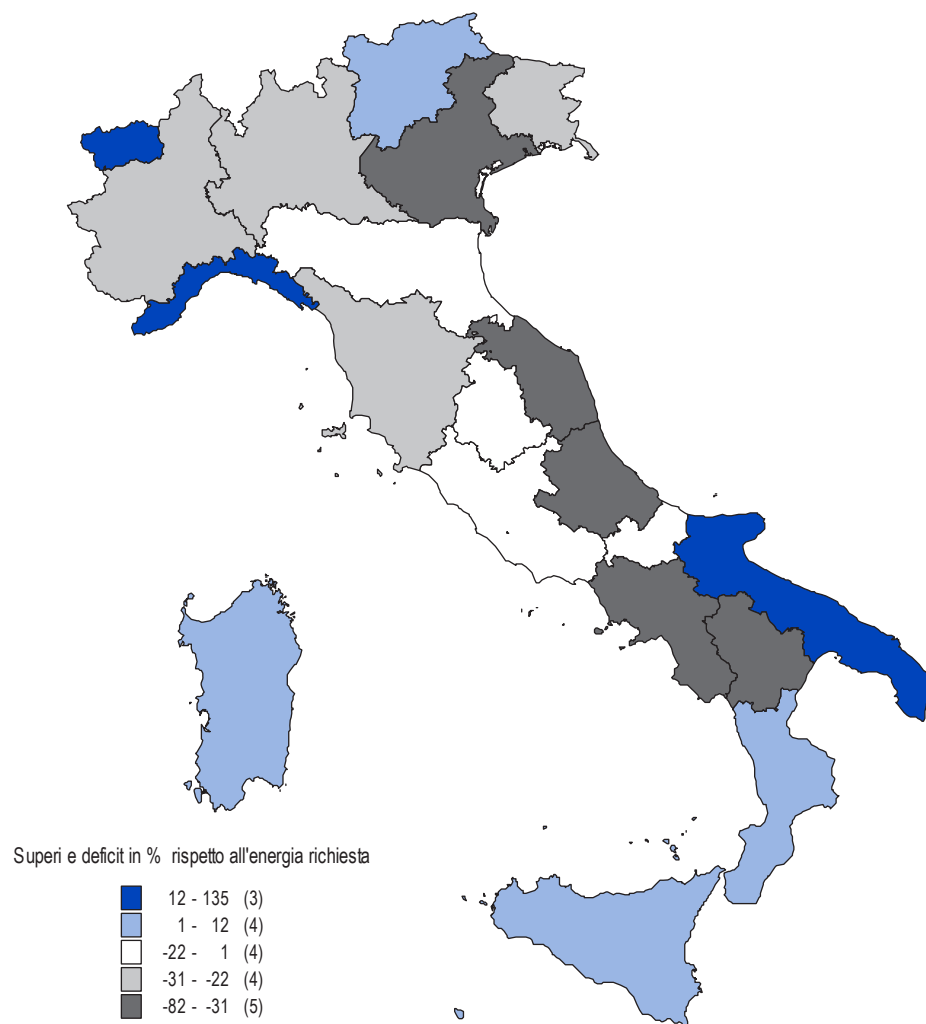 Superi e deficit in % rispetto all'energia richiesta
12 - 135 (3)
1 - 12 (4)
-22 - 1 (4)
-31 - -22 (4)
-82 - -31 (5)